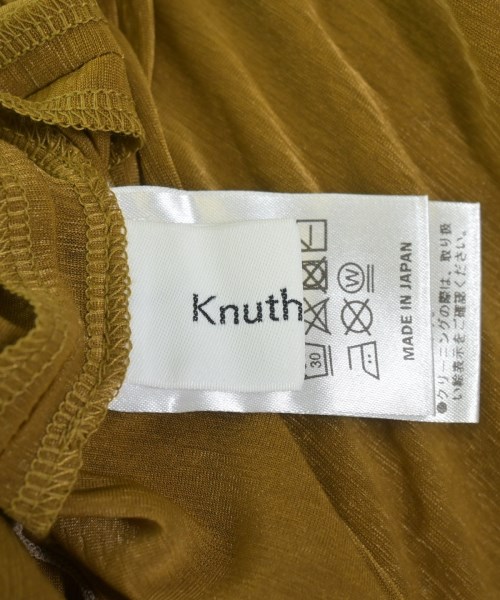 Knuth
30
W
MADE IN JAPAN
●クリーニングの際は、取り扱
い絵表示をご確認ください。